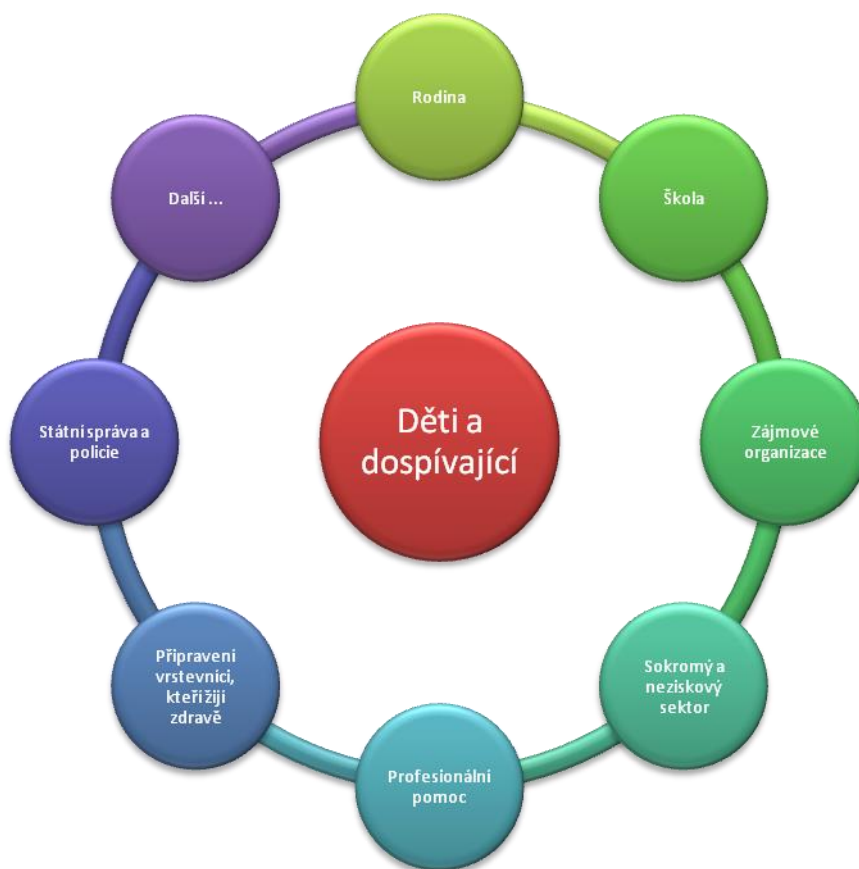 Rodina
Škola
Zájmové
organizace
Sokromý a
neziskový
sektor
Profesionální
pomoc
Připravení
vrstevníci,
kteří žijí
zdravě
Státní správa a
policie
Další ...
Děti a
dospívající